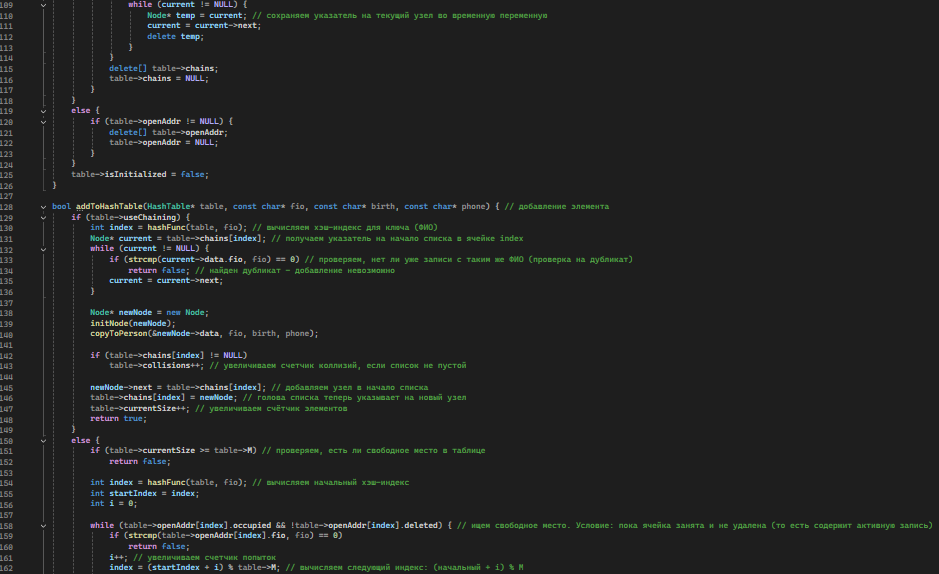 109 while (current != NULL) {
110 Node* temp = current; // сохраняем указатель на текущий узел во временную переменную
111 current = current->next;
112 delete temp;
113 }
114 }
115 delete[] table->chains;
116 table->chains = NULL;
117 }
118 }
119 else {
120 if (table->openAddr != NULL) {
121 delete[] table->openAddr;
122 table->openAddr = NULL;
123 }
124 }
125 table->isInitialized = false;
126 }
127
128 bool addToHashTable(HashTable* table, const char* fio, const char* birth, const char* phone) { // добавление элемента
129 if (table->useChaining) {
130 int index = hashFunc(table, fio); // вычисляем хэш-индекс для ключа (ФИО)
131 Node* current = table->chains[index]; // получаем указатель на начало списка в ячейке index
132 while (current != NULL) {
133 if (strcmp(current->data.fio, fio) == 0) // проверяем, нет ли уже записи с таким же ФИО (проверка на дубликат)
134 return false; // найден дубликат - добавление невозможно
135 current = current->next;
136 }
137
138 Node* newNode = new Node;
139 initNode(newNode);
140 copyToPerson(&newNode->data, fio, birth, phone);
141
142 if (table->chains[index] != NULL)
143 table->collisions++; // увеличиваем счетчик коллизий, если список не пустой
144
145 newNode->next = table->chains[index]; // добавляем узел в начало списка
146 table->chains[index] = newNode; // голова списка теперь указывает на новый узел
147 table->currentSize++; // увеличиваем счётчик элементов
148 return true;
149 }
150 else {
151 if (table->currentSize >= table->M) // проверяем, есть ли свободное место в таблице
152 return false;
153
154 int index = hashFunc(table, fio); // вычисляем начальный хэш-индекс
155 int startIndex = index;
156 int i = 0;
157
158 while (table->openAddr[index].occupied && !table->openAddr[index].deleted) { // ищем свободное место. Условие: пока ячейка занята и не удалена (то есть содержит активную запись)
159 if (strcmp(table->openAddr[index].fio, fio) == 0)
160 return false;
161 i++; // увеличиваем счетчик попыток
162 index = (startIndex + i) % table->M; // вычисляем следующий индекс: (начальный + i) % M